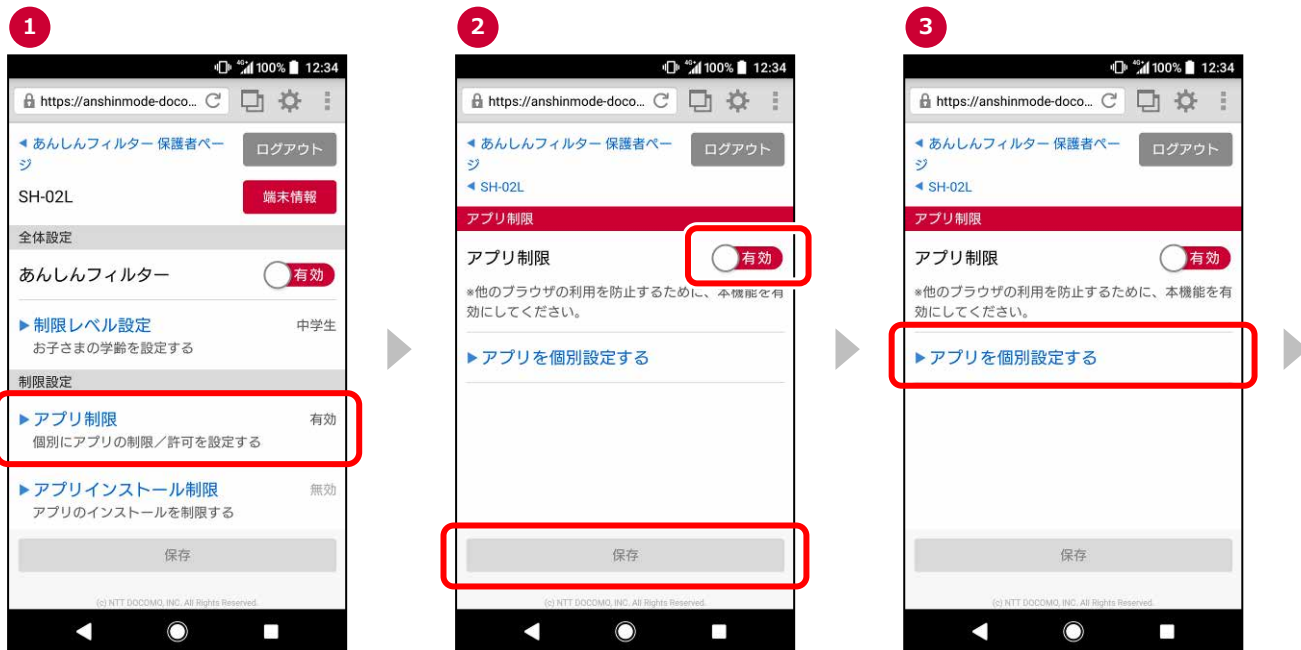 1
100% 12:34
https://anshinmode-doco...
あんしんフィルター 保護者ペー
ジ
ログアウト
SH-02L
端末情報
全体設定
あんしんフィルター
有効
制限レベル設定
中学生
お子さまの学齢を設定する
制限設定
アプリ制限
有効
個別にアプリの制限／許可を設定する
アプリインストール制限
無効
アプリのインストールを制限する
保存
(c) NTT DOCOMO, INC. All Rights Reserved.
2
4G 100% 12:34
https://anshinmode-doco...
あんしんフィルター 保護者ペー
ジ
ログアウト
SH-02L
アプリ制限
アプリ制限
有効
*他のブラウザの利用を防止するために、本機能を有
効にしてください。
アプリを個別設定する
保存
(c) NTT DOCOMO, INC. All Rights Reserved.
3
4G 100% 12:34
https://anshinmode-doco...
あんしんフィルター 保護者ペー
ジ
ログアウト
SH-02L
アプリ制限
アプリ制限
有効
*他のブラウザの利用を防止するために、本機能を有
効にしてください。
アプリを個別設定する
保存
(c) NTT DOCOMO, INC. All Rights Reserved.